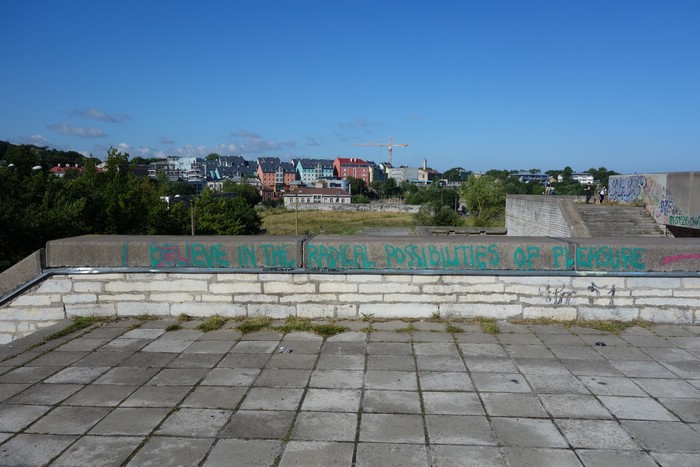 I BELIEVE IN THE RADICAL POSSIBILITIES OF PLEASURE